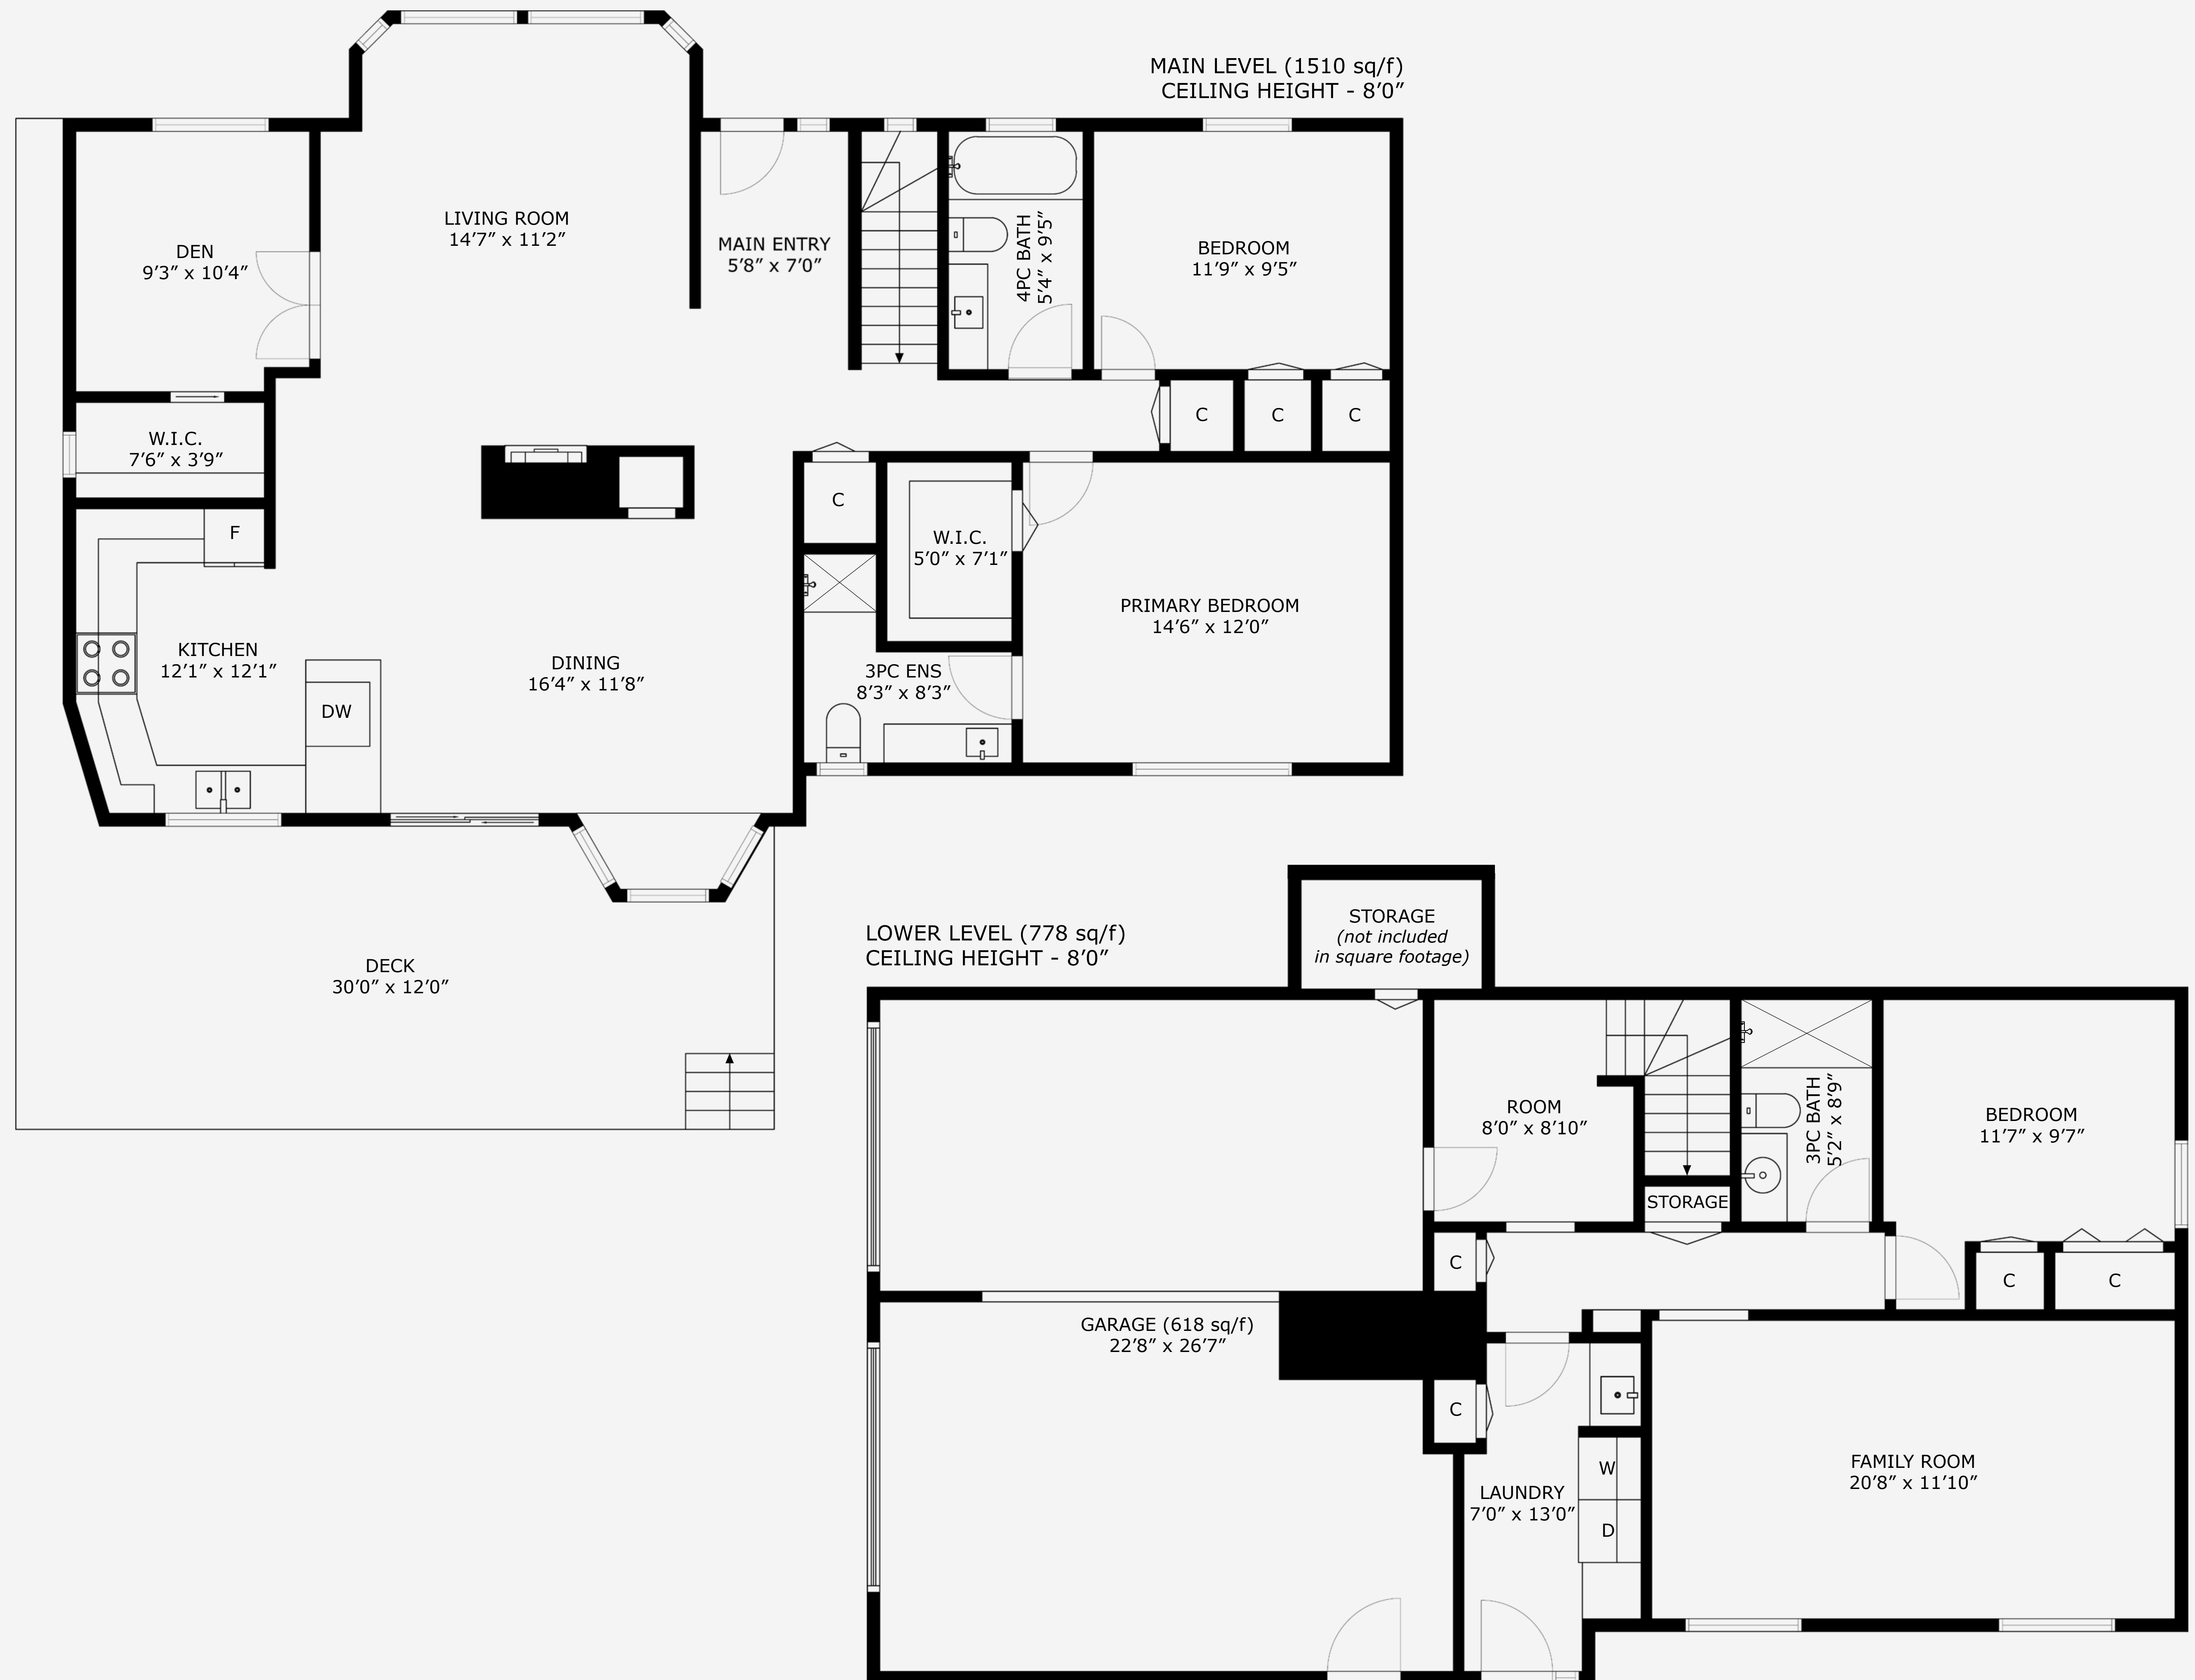 MAIN LEVEL (1510 sq/f)
CEILING HEIGHT - 8’0”
LIVING ROOM
14’7” x 11’2”
DEN
9’3” x 10’4”
MAIN ENTRY
5’8” x 7’0”
4PC BATH
5’4” x 9’5”
BEDROOM
11’9” x 9’5”
C
C
C
W.I.C.
7’6” x 3’9”
C
F
W.I.C.
5’0” x 7’1”
PRIMARY BEDROOM
14’6” x 12’0”
KITCHEN
12’1” x 12’1”
DINING
16’4” x 11’8”
3PC ENS
8’3” x 8’3”
DW
DECK
30’0” x 12’0”
LOWER LEVEL (778 sq/f)
CEILING HEIGHT - 8’0”
STORAGE
(not included
in square footage)
ROOM
8’0” x 8’10”
3PC BATH
5’2” x 8’9”
BEDROOM
11’7” x 9’7”
STORAGE
C
C
C
GARAGE (618 sq/f)
22’8” x 26’7”
C
W
LAUNDRY
7’0” x 13’0”
D
FAMILY ROOM
20’8” x 11’10”